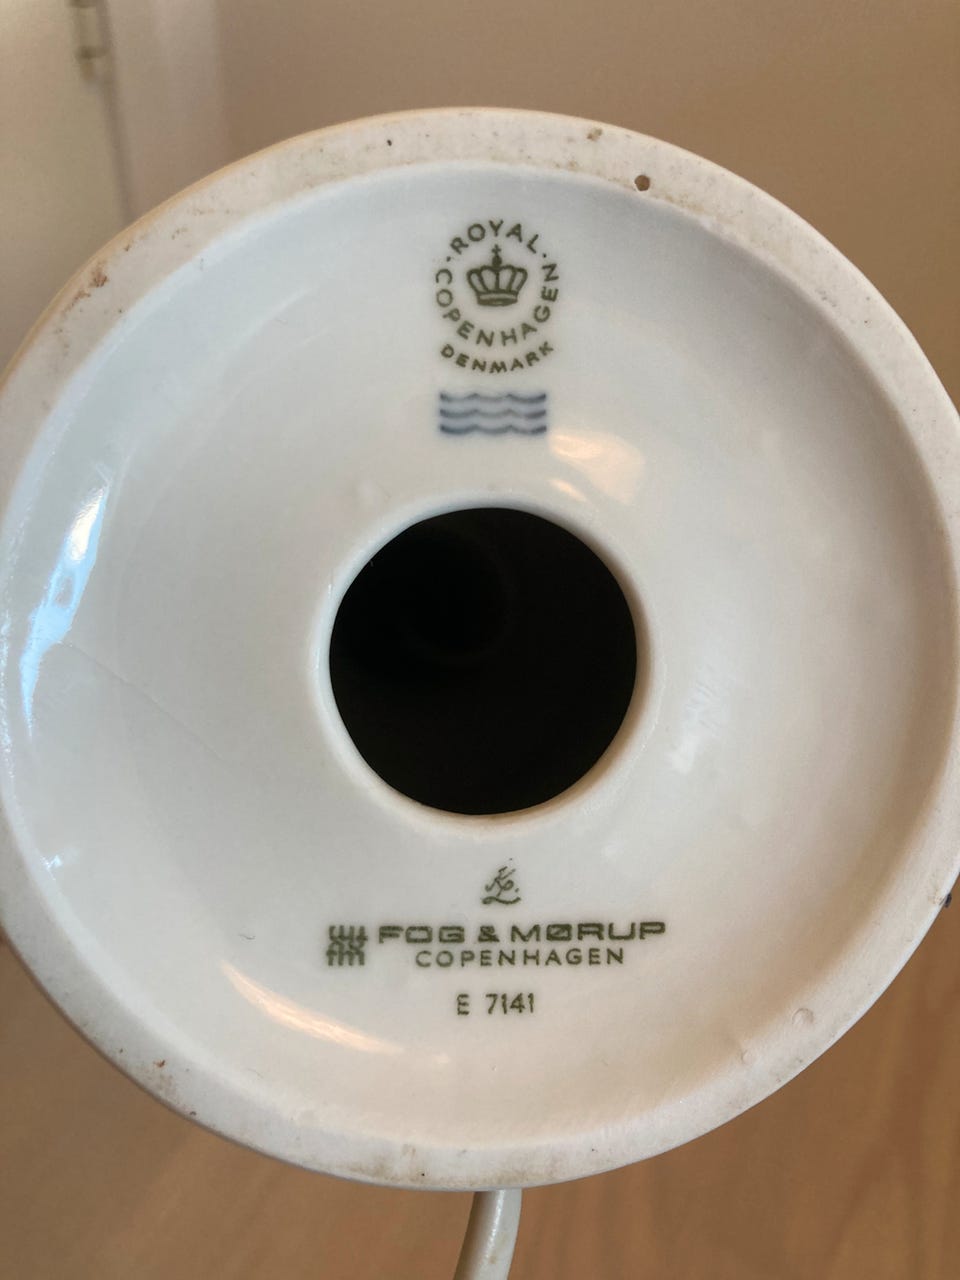 ROYAL
COPENHAGEN
DENMARK
FOG & MØRUP
COPENHAGEN
E 7141